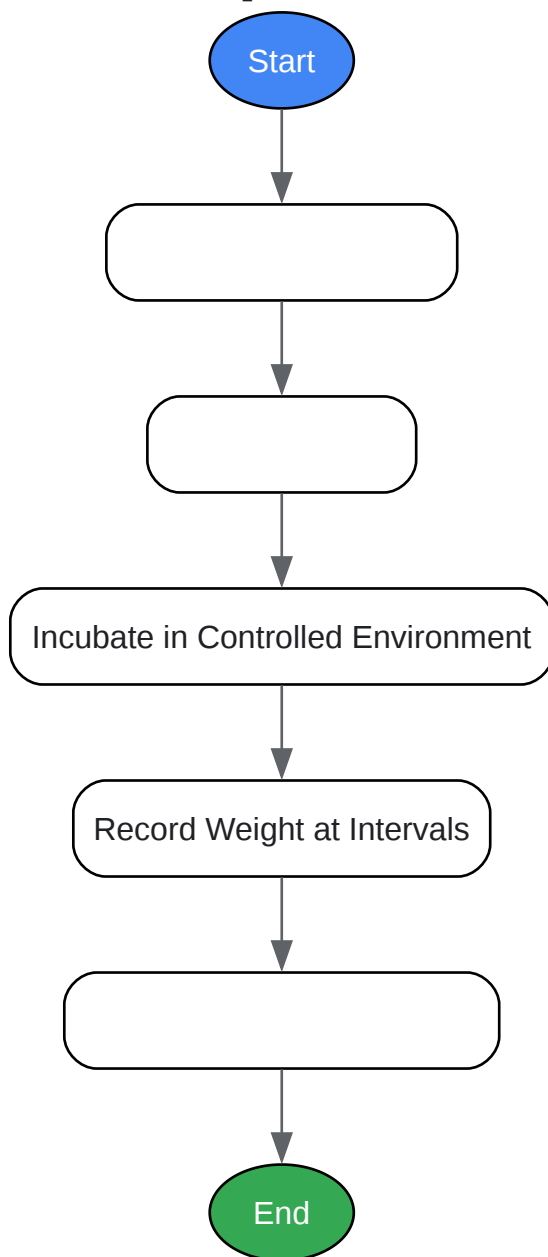 Start
Incubate in Controlled Environment
Record Weight at Intervals
End